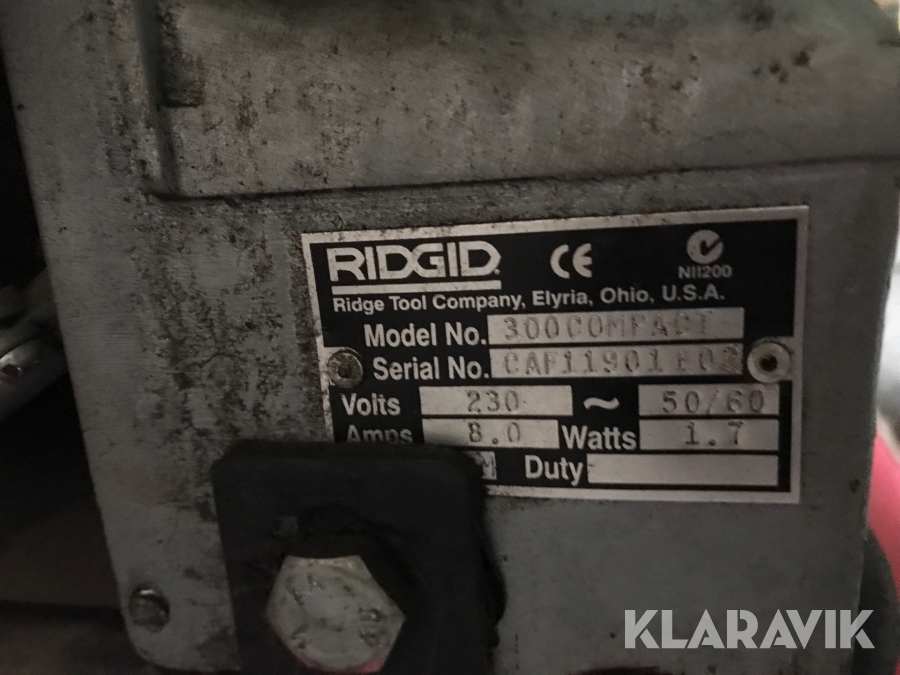 RIDGID CE
N11200
Ridge Tool Company, Elyria, Ohio, U.S.A.
Model No. 300COMPACT
Serial No.
Volts 230 ~ 50/60
Amps 8.0 Watts 1.7
M Duty
KLARAVIK